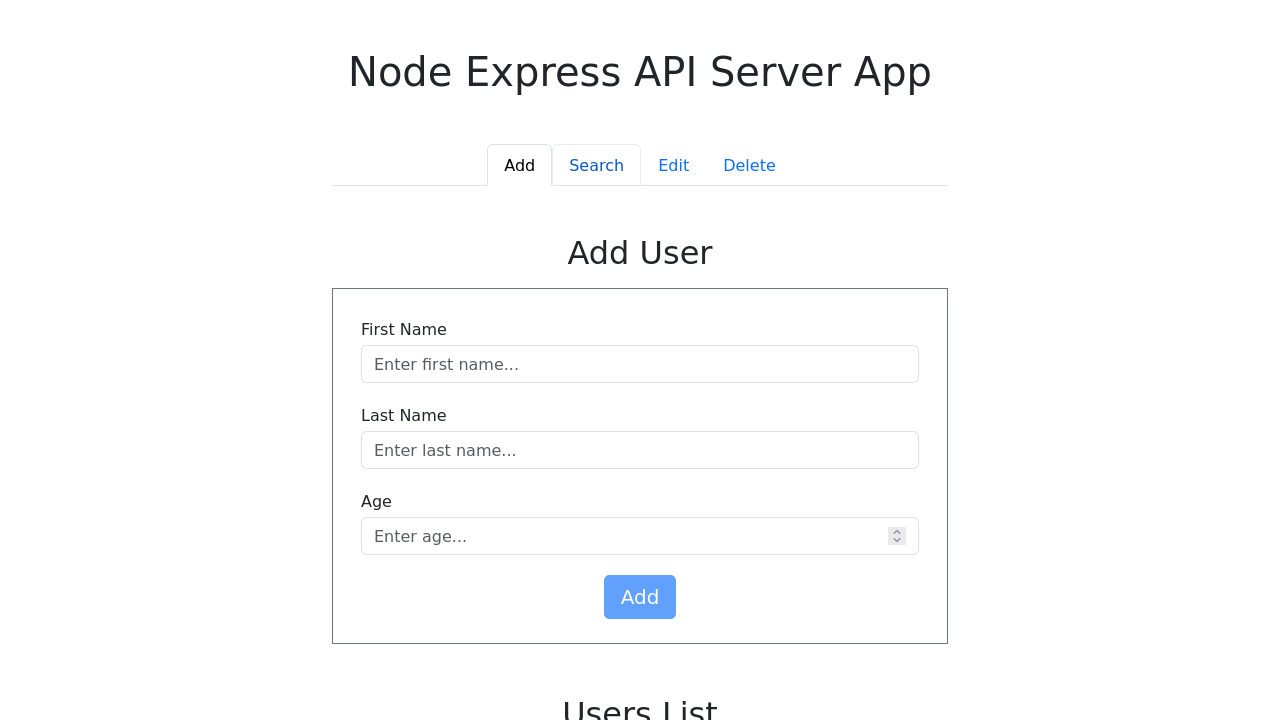 Node Express API Server App
Add Search Edit Delete
Add User
First Name
Enter first name...
Last Name
Enter last name...
Age
Enter age...
Add
Users List